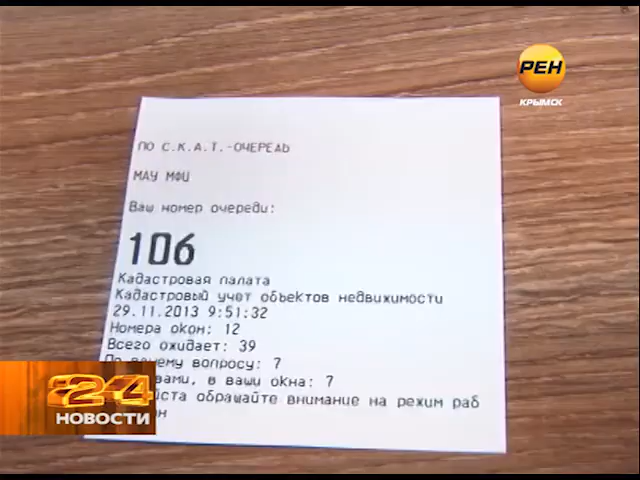 РЕН
КРЫМСК
ПО С.К.А.Т.-ОЧЕРЕДЬ
МАУ МФЦ
Ваш номер очереди:
106
Кадастровая палата
Кадастровый учет объектов недвижимости
29.11.2013 9:51:32
Номера окон: 12
Всего ожидает: 39
По вашему вопросу: 7
вами, в ваши окна: 7
обращайте внимание на режим раб
24
НОВОСТИ